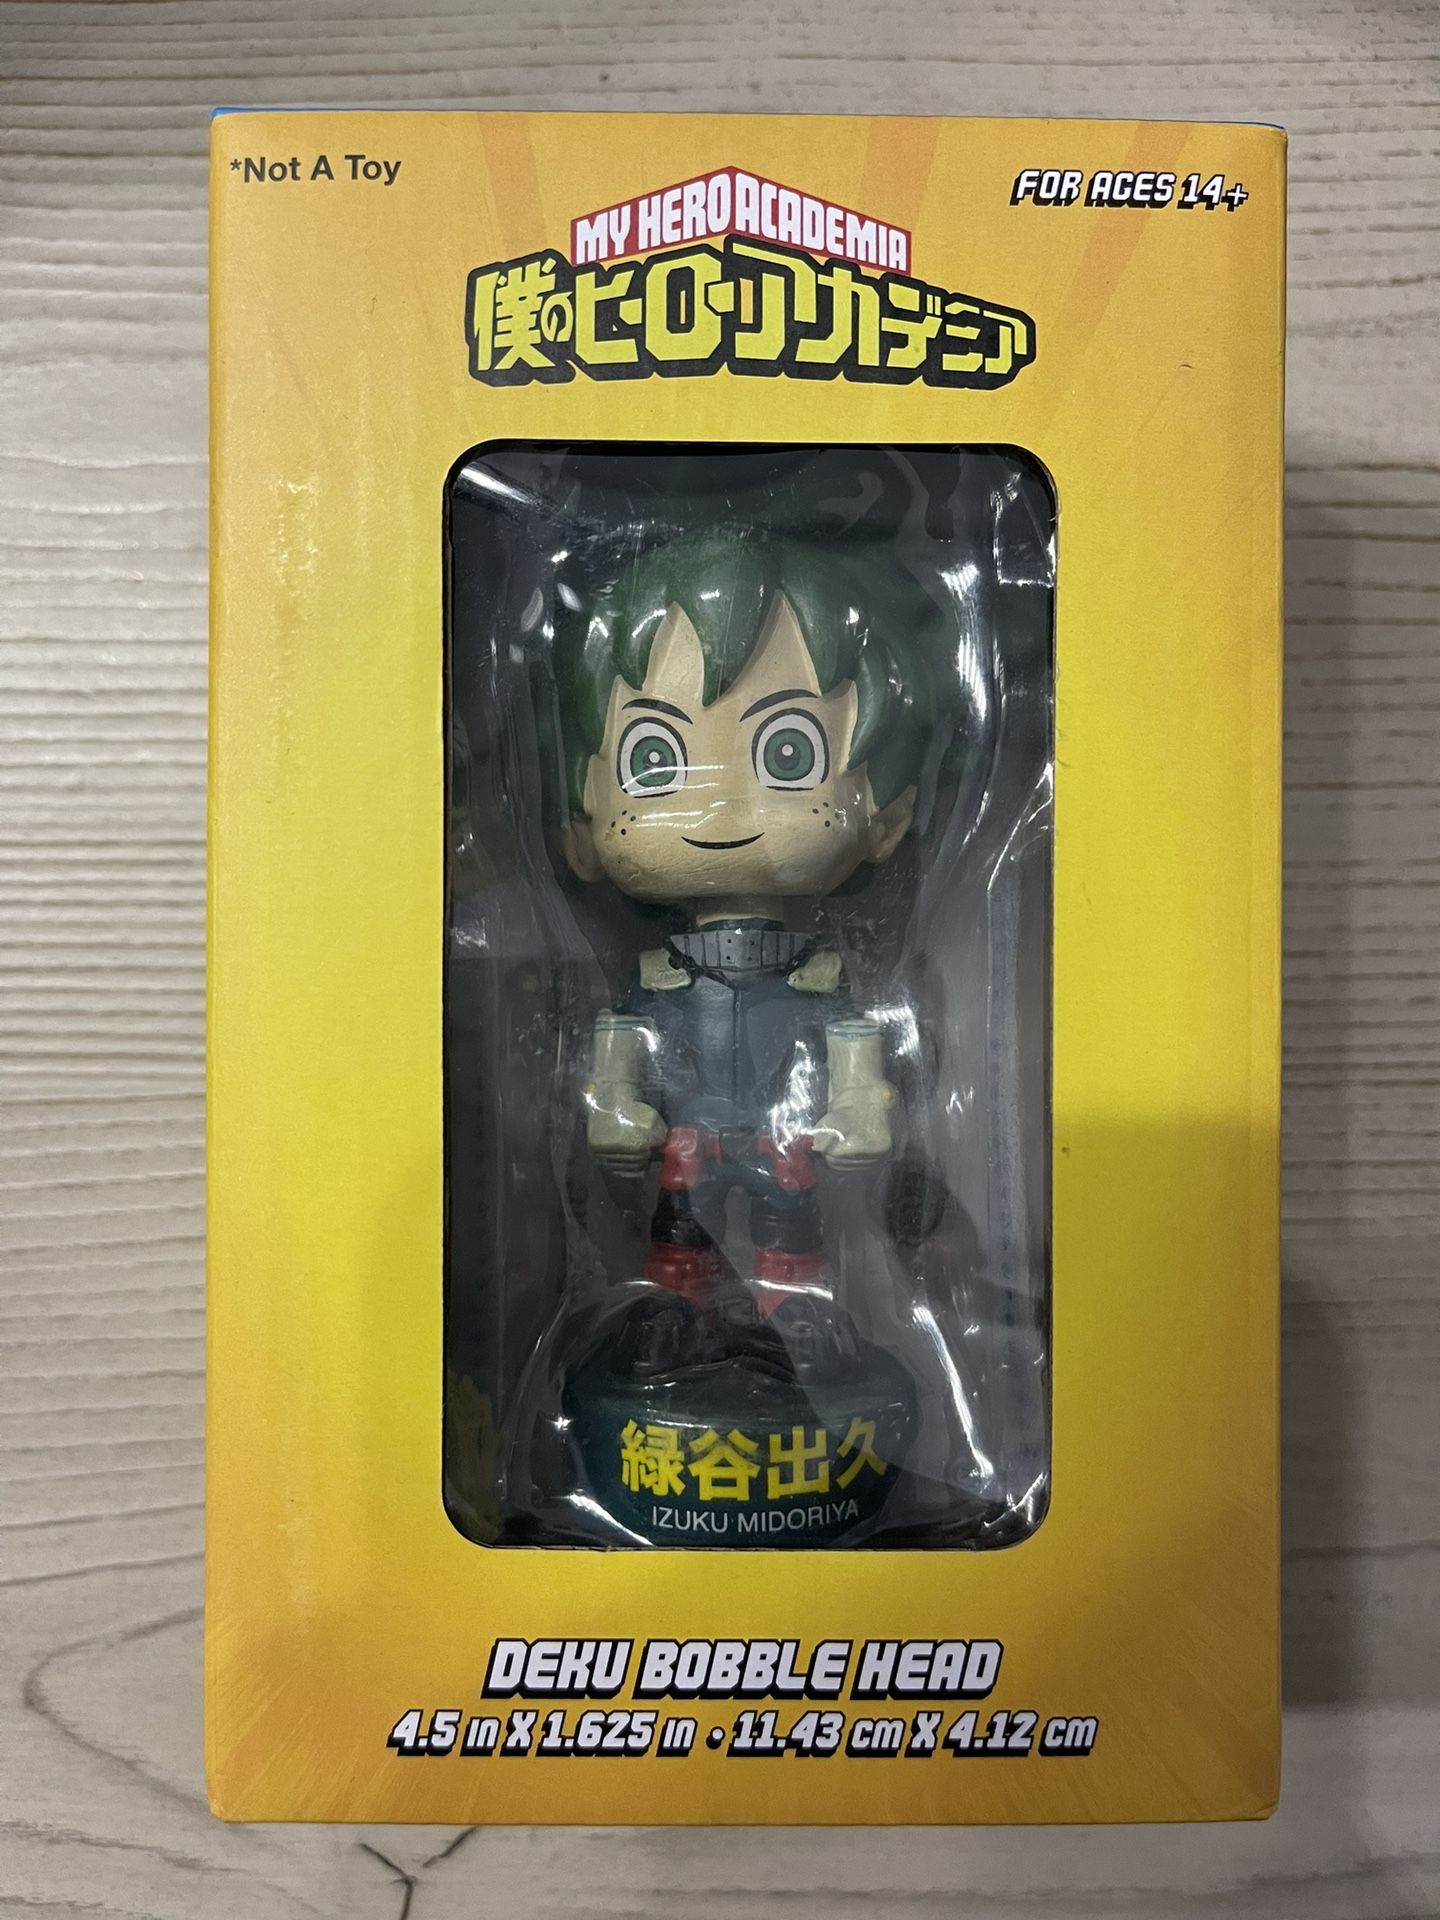 *Not A Toy
FOR AGES 14+
MY HERO ACADEMIA
僕のヒーローアカデミア
緑谷出久
IZUKU MIDORIYA
DEKU BOBBLE HEAD
4.5 in X 1.625 in • 11.43 cm X 4.12 cm